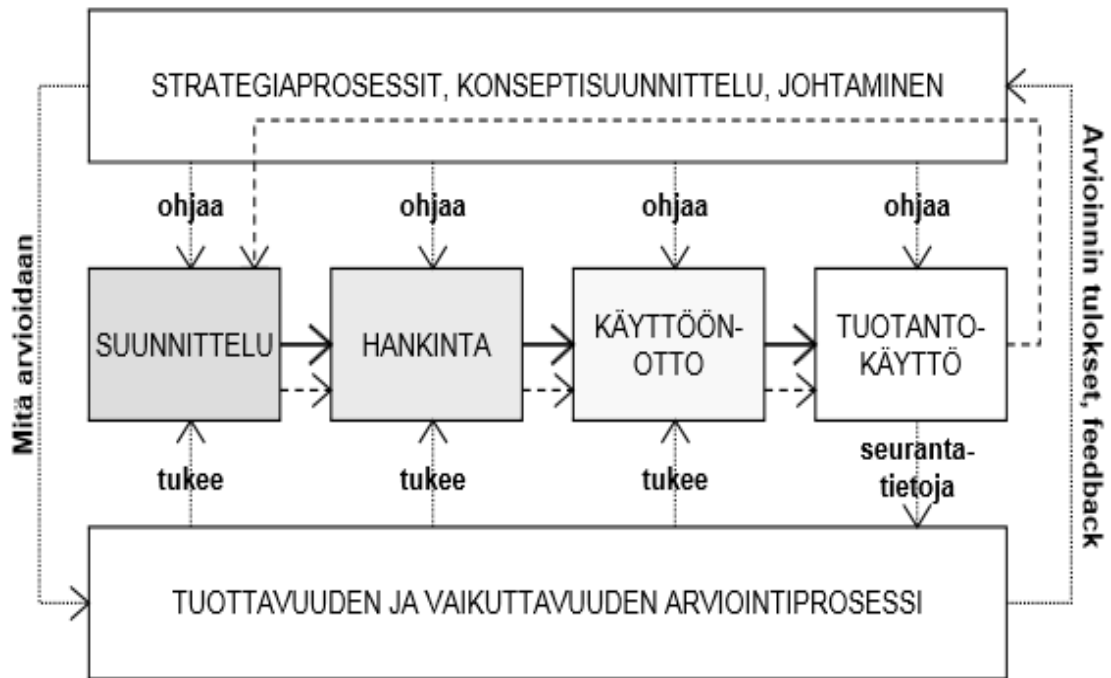 STRATEGIAPROSESSIT, KONSEPTISUUNNITTELU, JOHTAMINEN
ohjaa
ohjaa
ohjaa
ohjaa
Mitä arvioidaan
SUUNNITTELU
HANKINTA
KÄYTTÖÖN-
OTTO
TUOTANTO-
KÄYTTÖ
Arvioinnin tulokset, feedback
tukee
tukee
tukee
seuranta-
tietoja
TUOTTAVUUDEN JA VAIKUTTAVUUDEN ARVIOINTIPROSESSI